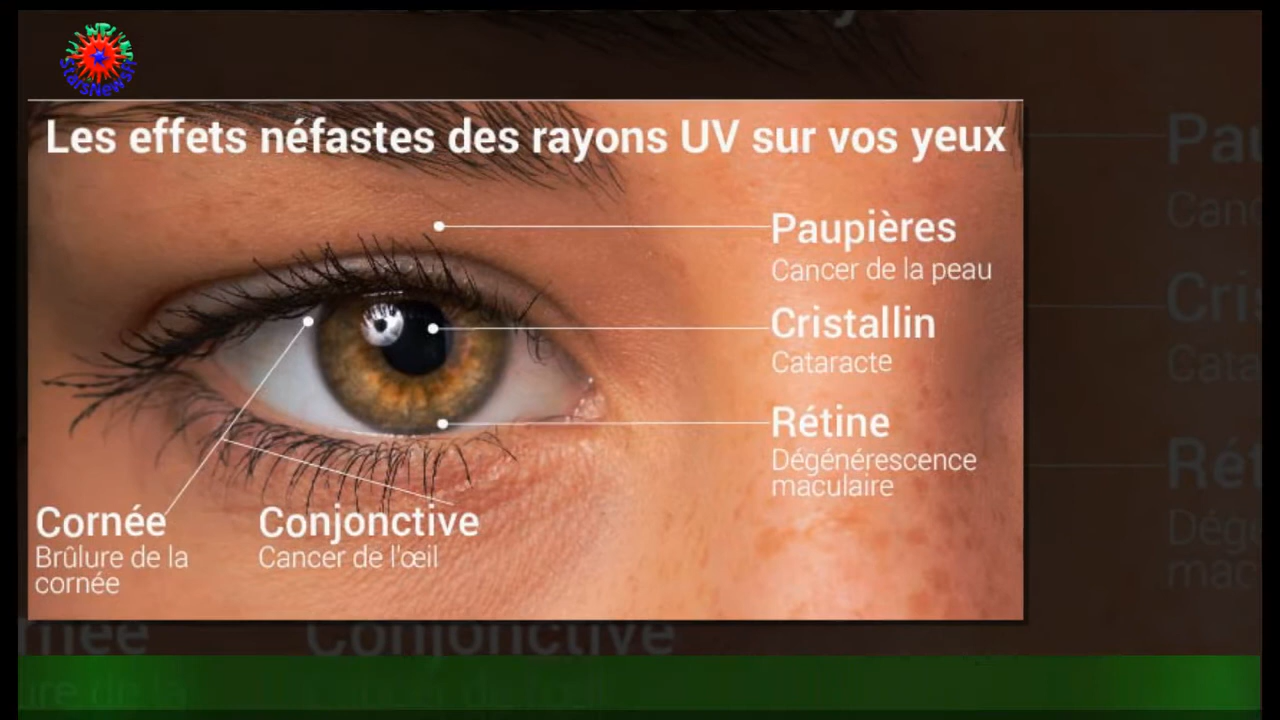 StarsNews
Les effets néfastes des rayons UV sur vos yeux
Paupières
Cancer de la peau
Cristallin
Cataracte
Rétine
Dégénérescence
maculaire
Cornée
Brûlure de la
cornée
Conjonctive
Cancer de l'œil